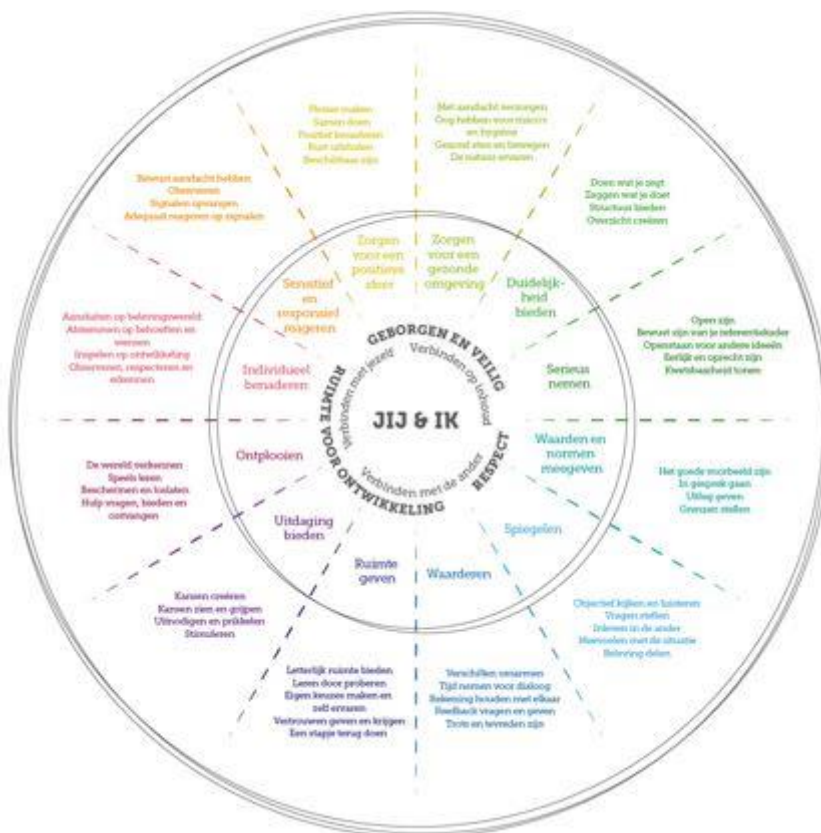 JIJ & IK
Verbinden met jezelf
Verbinden op inhoud
Verbinden met de ander
GEBORGEN EN VEILIG
RESPECT
RUIMTE VOOR ONTWIKKELING
Zorgen
voor een
gezonde
omgeving
Met aandacht verzorgen
Oog hebben voor risico's
en hygiëne
Gezond eten en bewegen
De natuur ervaren
Duidelijk-
heid
bieden
Doen wat je zegt
Zeggen wat je doet
Structuur bieden
Overzicht creëren
Serieus
nemen
Open zijn
Bewust zijn van je referentiekader
Openstaan voor andere ideeën
Eerlijk en oprecht zijn
Kwetsbaarheid tonen
Waarden en
normen
meegeven
Het goede voorbeeld zijn
In gesprek gaan
Uitleg geven
Grenzen stellen
Spiegelen
Objectief kijken en luisteren
Vragen stellen
Inleven in de ander
Meevoelen met de situatie
Beleving delen
Waarderen
Verschillen omarmen
Tijd nemen voor dialoog
Rekening houden met elkaar
Feedback vragen en geven
Trots en tevreden zijn
Ruimte
geven
Letterlijk ruimte bieden
Leren door proberen
Eigen keuzes maken en
zelf ervaren
Vertrouwen geven en krijgen
Een stapje terug doen
Uitdaging
bieden
Kansen creëren
Kansen zien en grijpen
Uitnodigen en prikkelen
Stimuleren
Ontplooien
De wereld verkennen
Speels leren
Beschermen en loslaten
Hulp vragen, bieden en
ontvangen
Individueel
benaderen
Aansluiten op belevingswereld
Afstemmen op behoeften en
wensen
Inspelen op ontwikkeling
Observeren, respecteren en
erkennen
Sensitief
en
responsief
reageren
Bewust aandacht hebben
Observeren
Signalen opvangen
Adequaat reageren op signalen
Zorgen
voor een
positieve
sfeer
Plezier maken
Samen doen
Positief benaderen
Rust uitstralen
Beschikbaar zijn